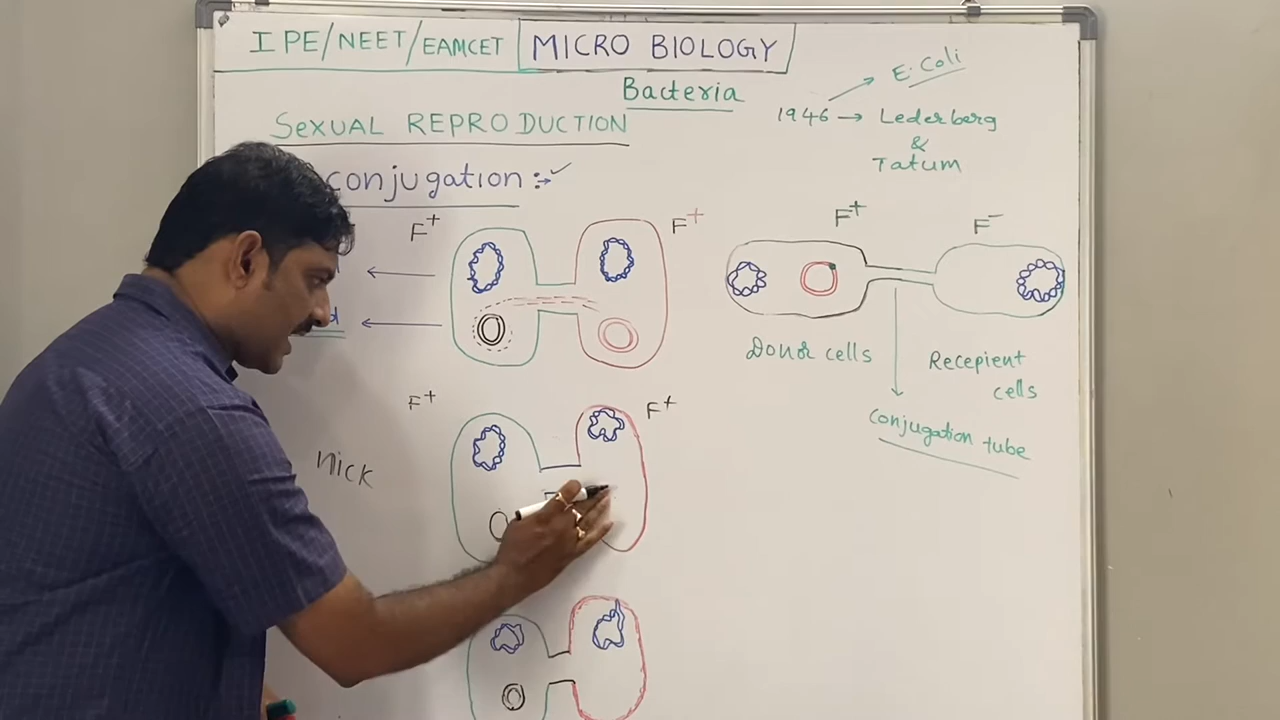 IPE/NEET/EAMCET MICRO BIOLOGY
Bacteria
E. Coli
1946 → Lederberg
&
Tatum
SEXUAL REPRODUCTION
conjugation :→ ✓
F+ F+
F+ F-
Donor cells
Recepient
cells
Conjugation tube
F+ F+
nick